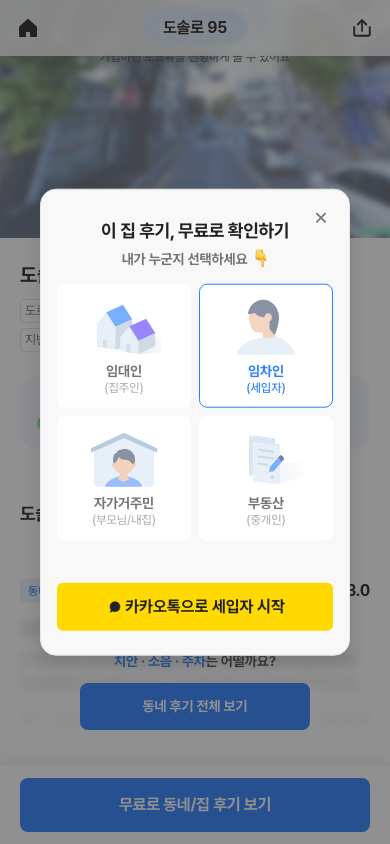 도솔로 95
이 집 후기, 무료로 확인하기
내가 누군지 선택하세요 👇
임대인
(집주인)
임차인
(세입자)
자가거주민
(부모님/내집)
부동산
(중개인)
카카오톡으로 세입자 시작
3.0
치안 · 소음 · 주차는 어떨까요?
동네 후기 전체 보기
무료로 동네/집 후기 보기